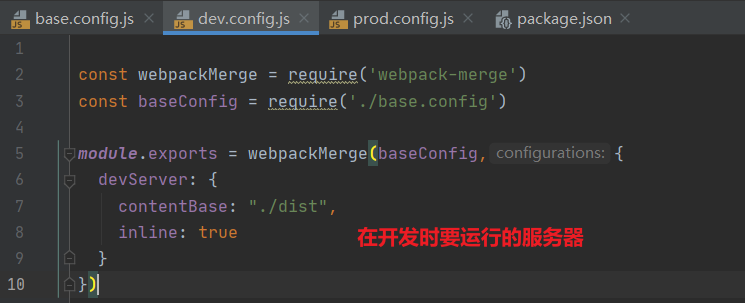 base.config.js dev.config.js prod.config.js package.json
1
2 const webpackMerge = require('webpack-merge')
3 const baseConfig = require('./base.config')
4
5 module.exports = webpackMerge(baseConfig, configurations: {
6 devServer: {
7 contentBase: "./dist",
8 inline: true 在开发时要运行的服务器
9 }
10 })